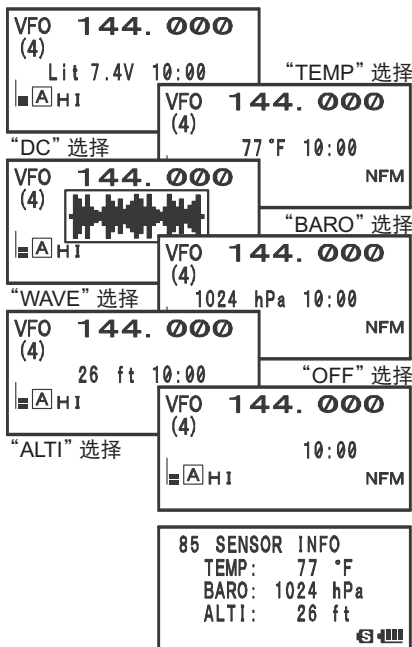 VFO 144.000
(4)
Lit 7.4V 10:00
A HI
“DC” 选择
“TEMP” 选择
VFO 144.000
(4)
77°F 10:00
NFM
VFO 144.000
(4)
A HI
“WAVE” 选择
“BARO” 选择
VFO 144.000
(4)
1024 hPa 10:00
NFM
VFO 144.000
(4)
26 ft 10:00
A HI
“ALTI” 选择
“OFF” 选择
VFO 144.000
(4)
10:00
A HI NFM
85 SENSOR INFO
TEMP: 77 °F
BARO: 1024 hPa
ALTI: 26 ft
S